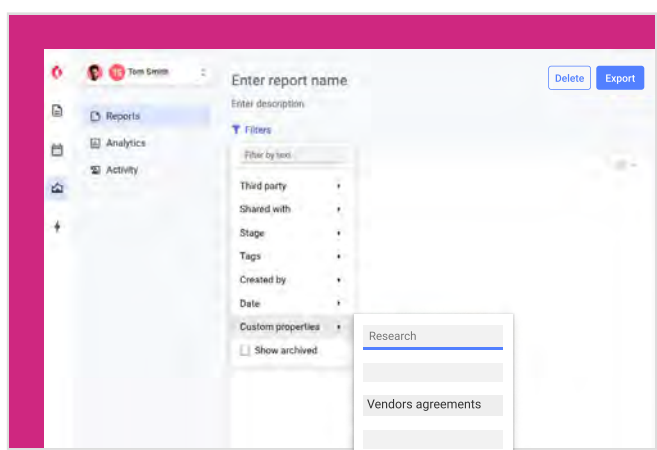 TS Tom Smith
Enter report name
Delete
Export
Enter description
Reports
Filters
Analytics
Filter by text
Activity
Third party
Shared with
Stage
Tags
Created by
Date
Custom properties
Show archived
Research
Vendors agreements